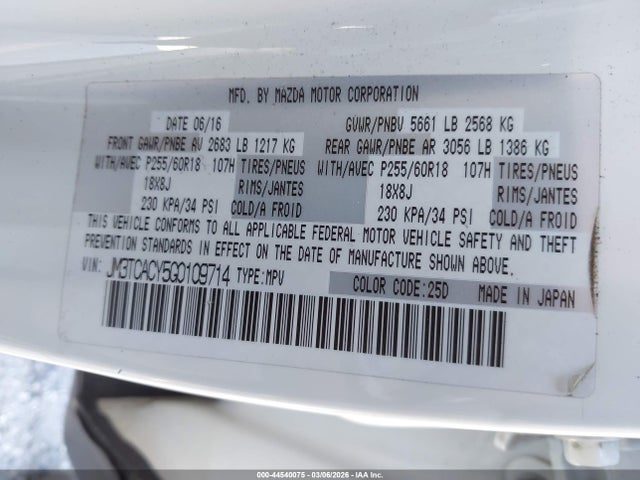 MFD. BY MAZDA MOTOR CORPORATION
DATE 06/16 GVWR/PNBV 5661 LB 2568 KG
FRONT GAWR/PNBE AV 2683 LB 1217 KG REAR GAWR/PNBE AR 3056 LB 1386 KG
WITH/AVEC P255/60R18 107H TIRES/PNEUS WITH/AVEC P255/60R18 107H TIRES/PNEUS
18X8J RIMS/JANTES 18X8J RIMS/JANTES
230 KPA/34 PSI COLD/A FROID 230 KPA/34 PSI COLD/A FROID
THIS VEHICLE CONFORMS TO ALL APPLICABLE FEDERAL MOTOR VEHICLE SAFETY AND THEFT
PREVENTION STANDARDS IN EFFECT ON THE DATE OF MANUFACTURE SHOWN ABOVE.
VIN: JM3TCACY5G0109714 TYPE:MPV
COLOR CODE:25D MADE IN JAPAN
000-44540075 - 03/06/2026 - IAA Inc.